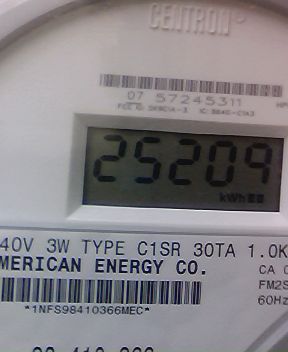 CENTRON®
07 57245311
25209
kWh
40V 3W TYPE C1SR 30TA 1.0K
MERICAN ENERGY CO.
CA 0
FM2S
60Hz
*1NFS98410366MEC*